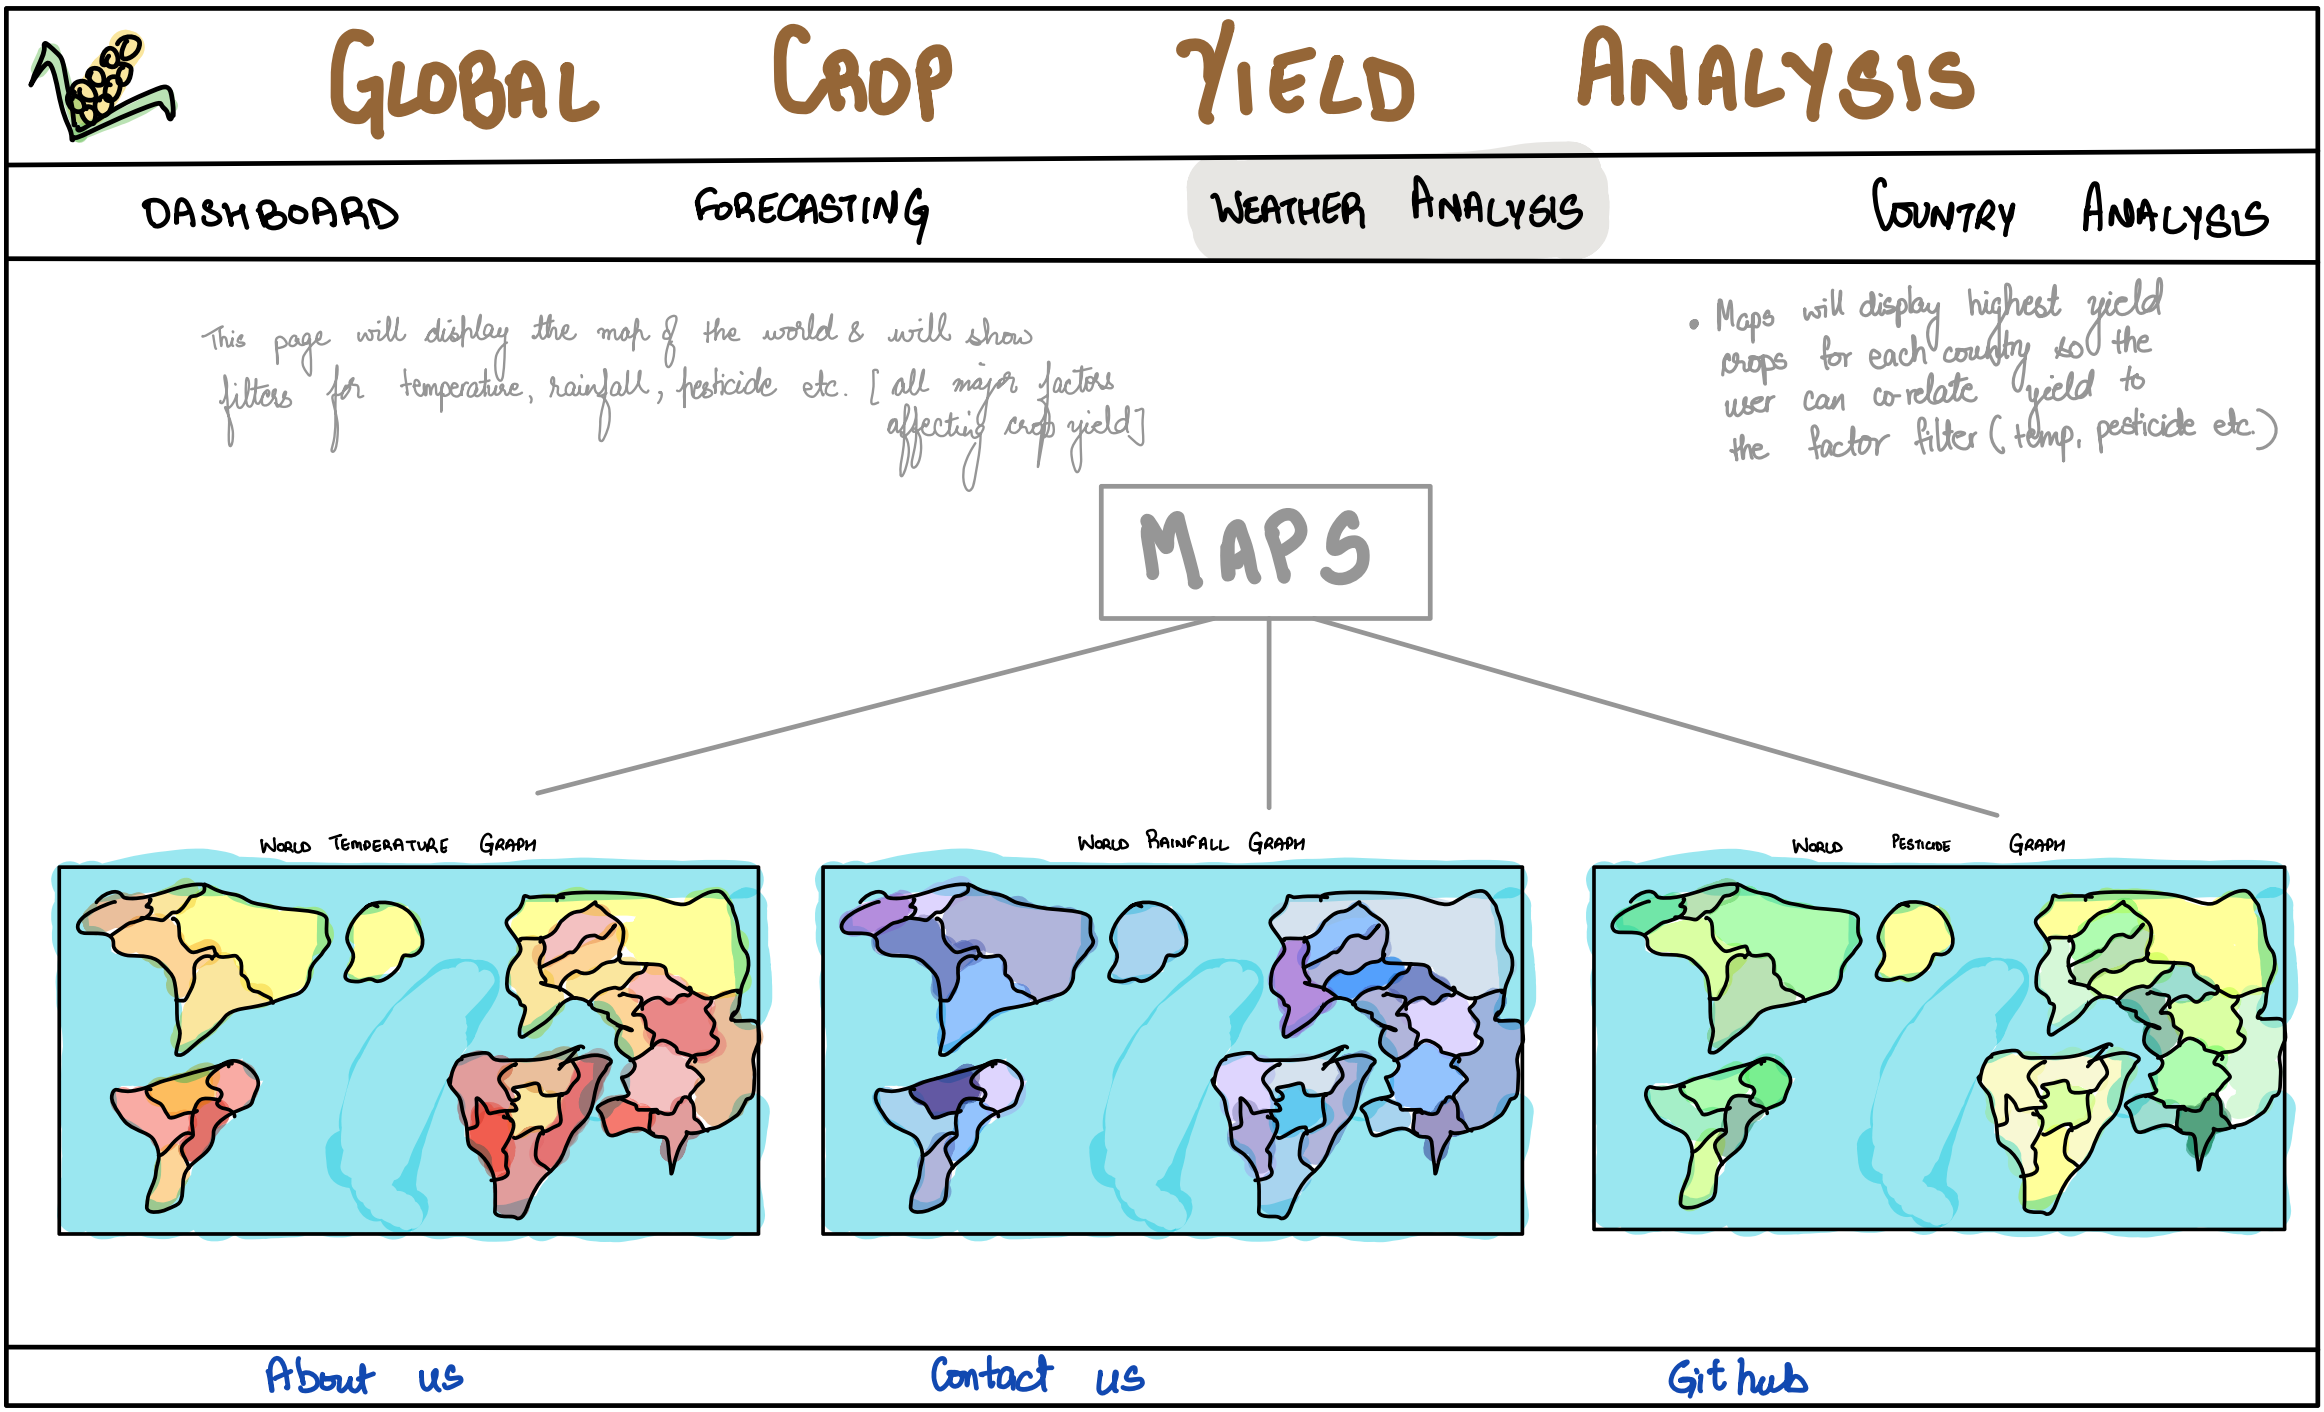 GLOBAL CROP YIELD ANALYSIS
DASHBOARD FORECASTING WEATHER ANALYSIS COUNTRY ANALYSIS
This page will display the map of the world & will show
filters for temperature, rainfall, pesticide etc. [all major factors
affecting crop yield]
• Maps will display highest yield
crops for each country so the
user can co-relate yield to
the factor filter (temp, pesticide etc.)
MAPS
WORLD TEMPERATURE GRAPH
WORLD RAINFALL GRAPH
WORLD PESTICIDE GRAPH
About us Contact us Github